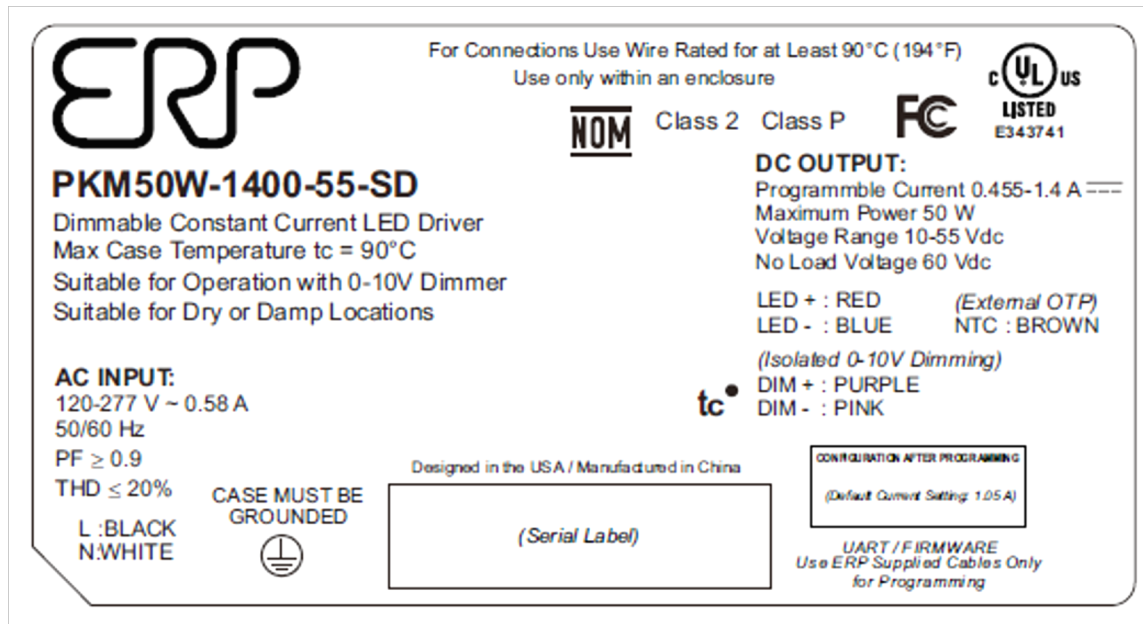 ERP
For Connections Use Wire Rated for at Least 90°C (194°F)
Use only within an enclosure
NOM Class 2 Class P FC
C UL US
LISTED
E343741
PKM50W-1400-55-SD
Dimmable Constant Current LED Driver
Max Case Temperature tc = 90°C
Suitable for Operation with 0-10V Dimmer
Suitable for Dry or Damp Locations
DC OUTPUT:
Programmble Current 0.455-1.4 A
Maximum Power 50 W
Voltage Range 10-55 Vdc
No Load Voltage 60 Vdc
LED + : RED (External OTP)
LED - : BLUE NTC : BROWN
(Isolated 0-10V Dimming)
DIM + : PURPLE
DIM - : PINK
tc
AC INPUT:
120-277 V ~ 0.58 A
50/60 Hz
PF ≥ 0.9
THD ≤ 20%
L :BLACK
N:WHITE
CASE MUST BE
GROUNDED
Designed in the USA / Manufactured in China
(Serial Label)
CONFIGURATION AFTER PROGRAMMING
(Default Current Setting: 1.05 A)
UART / FIRMWARE
Use ERP Supplied Cables Only
for Programming